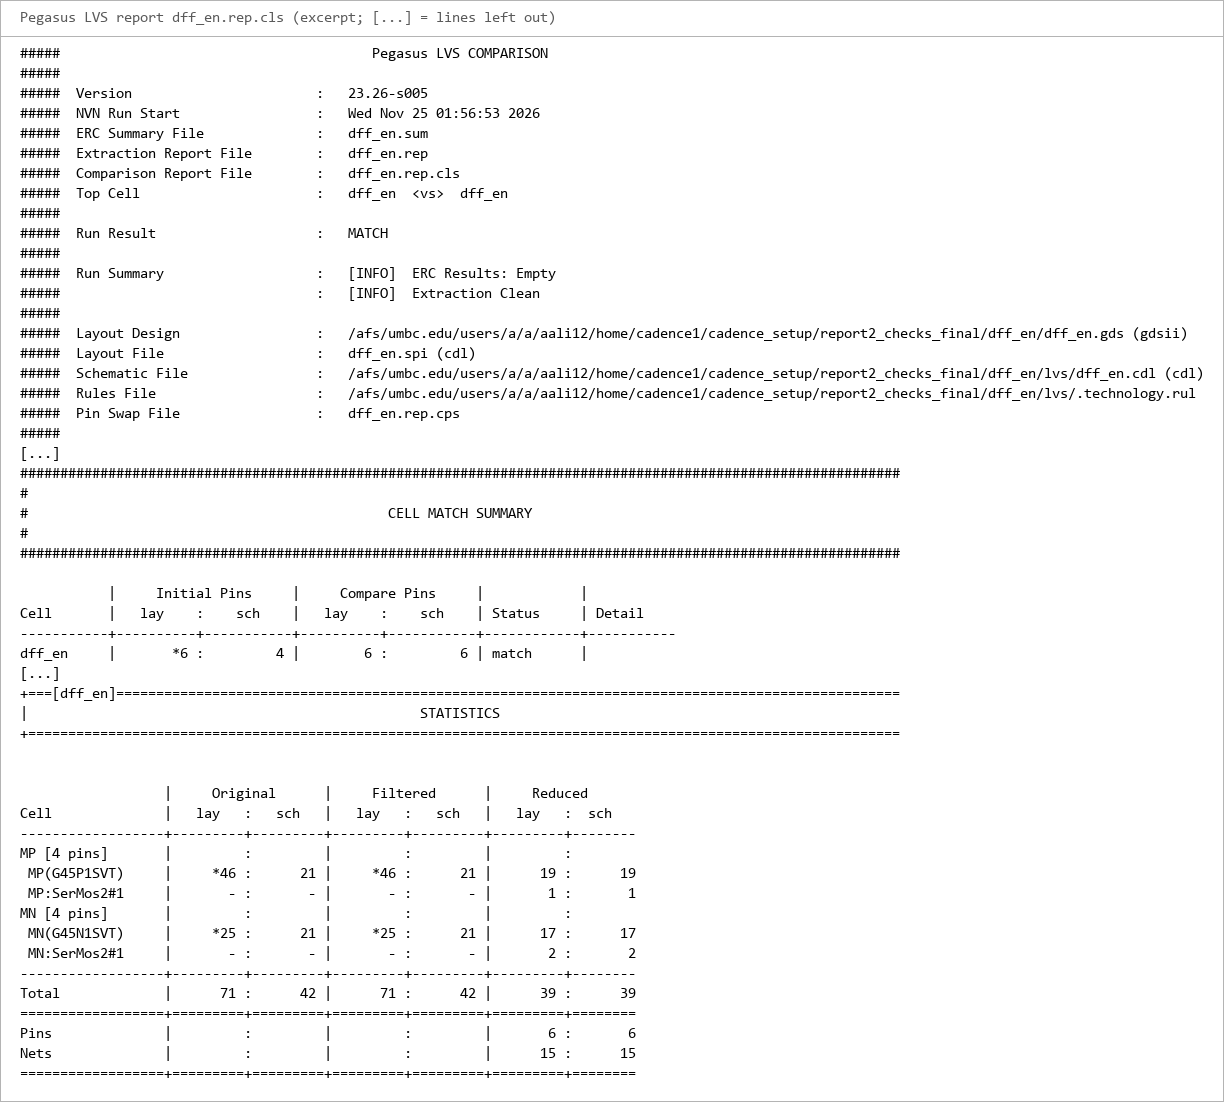 Pegasus LVS report dff_en.rep.cls (excerpt; [...] = lines left out)
#####                                       Pegasus LVS COMPARISON
#####
#####  Version                       :   23.26-s005
#####  NVN Run Start                 :   Wed Nov 25 01:56:53 2026
#####  ERC Summary File              :   dff_en.sum
#####  Extraction Report File        :   dff_en.rep
#####  Comparison Report File        :   dff_en.rep.cls
#####  Top Cell                      :   dff_en  <vs>  dff_en
#####
#####  Run Result                    :   MATCH
#####
#####  Run Summary                   :   [INFO]  ERC Results: Empty
#####                                :   [INFO]  Extraction Clean
#####
#####  Layout Design                 :   /afs/umbc.edu/users/a/a/aali12/home/cadence1/cadence_setup/report2_checks_final/dff_en/dff_en.gds (gdsii)
#####  Layout File                   :   dff_en.spi (cdl)
#####  Schematic File                :   /afs/umbc.edu/users/a/a/aali12/home/cadence1/cadence_setup/report2_checks_final/dff_en/lvs/dff_en.cdl (cdl)
#####  Rules File                    :   /afs/umbc.edu/users/a/a/aali12/home/cadence1/cadence_setup/report2_checks_final/dff_en/lvs/.technology.rul
#####  Pin Swap File                 :   dff_en.rep.cps
#####
[...]
##############################################################################################################
#
#                                             CELL MATCH SUMMARY
#
##############################################################################################################
           |     Initial Pins     |     Compare Pins     |            |
Cell       |   lay    :    sch    |   lay    :    sch    | Status     | Detail
-----------+----------+-----------+----------+-----------+------------+-----------
dff_en     |       *6 :         4 |        6 :         6 | match      |
[...]
+===[dff_en]==================================================================================================
|                                                 STATISTICS
+=============================================================================================================
                  |     Original      |     Filtered      |     Reduced
Cell              |   lay   :   sch   |   lay   :   sch   |   lay   :  sch
------------------+---------+---------+---------+---------+---------+--------
MP [4 pins]       |         :         |         :         |         :
 MP(G45P1SVT)     |     *46 :      21 |     *46 :      21 |      19 :      19
 MP:SerMos2#1     |       - :       - |       - :       - |       1 :       1
MN [4 pins]       |         :         |         :         |         :
 MN(G45N1SVT)     |     *25 :      21 |     *25 :      21 |      17 :      17
 MN:SerMos2#1     |       - :       - |       - :       - |       2 :       2
------------------+---------+---------+---------+---------+---------+--------
Total             |      71 :      42 |      71 :      42 |      39 :      39
==================+=========+=========+=========+=========+=========+========
Pins              |         :         |         :         |       6 :       6
Nets              |         :         |         :         |      15 :      15
==================+=========+=========+=========+=========+=========+========